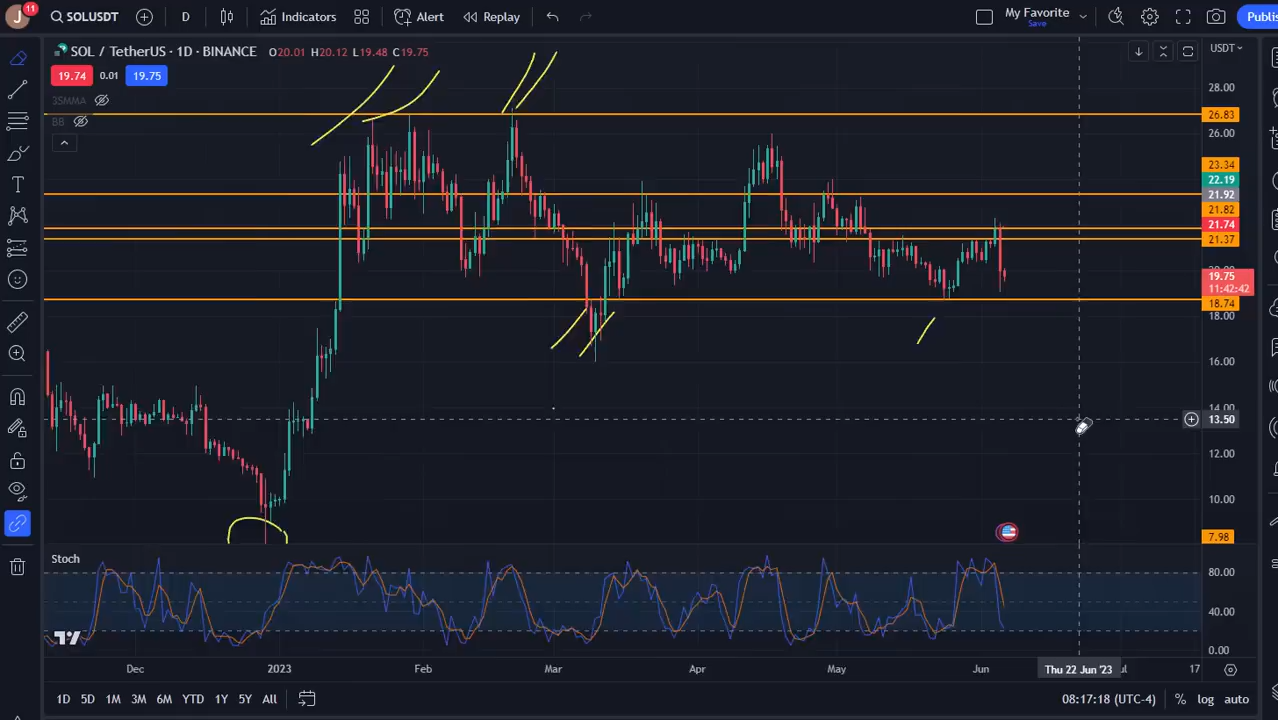 J 11 SOLUSDT D Indicators Alert Replay My Favorite Save Publi
SOL / TetherUS · 1D · BINANCE O20.01 H20.12 L19.48 C19.75 USDT
19.74 0.01 19.75
3SMMA
BB
28.00
26.83
26.00
23.34
22.19
21.92
21.82
21.74
21.37
19.75
11:42:42
18.74
18.00
16.00
14.00
13.50
12.00
10.00
7.98
Stoch
80.00
40.00
0.00
Dec 2023 Feb Mar Apr May Jun Thu 22 Jun '23 17
1D 5D 1M 3M 6M YTD 1Y 5Y All 08:17:18 (UTC-4) % log auto